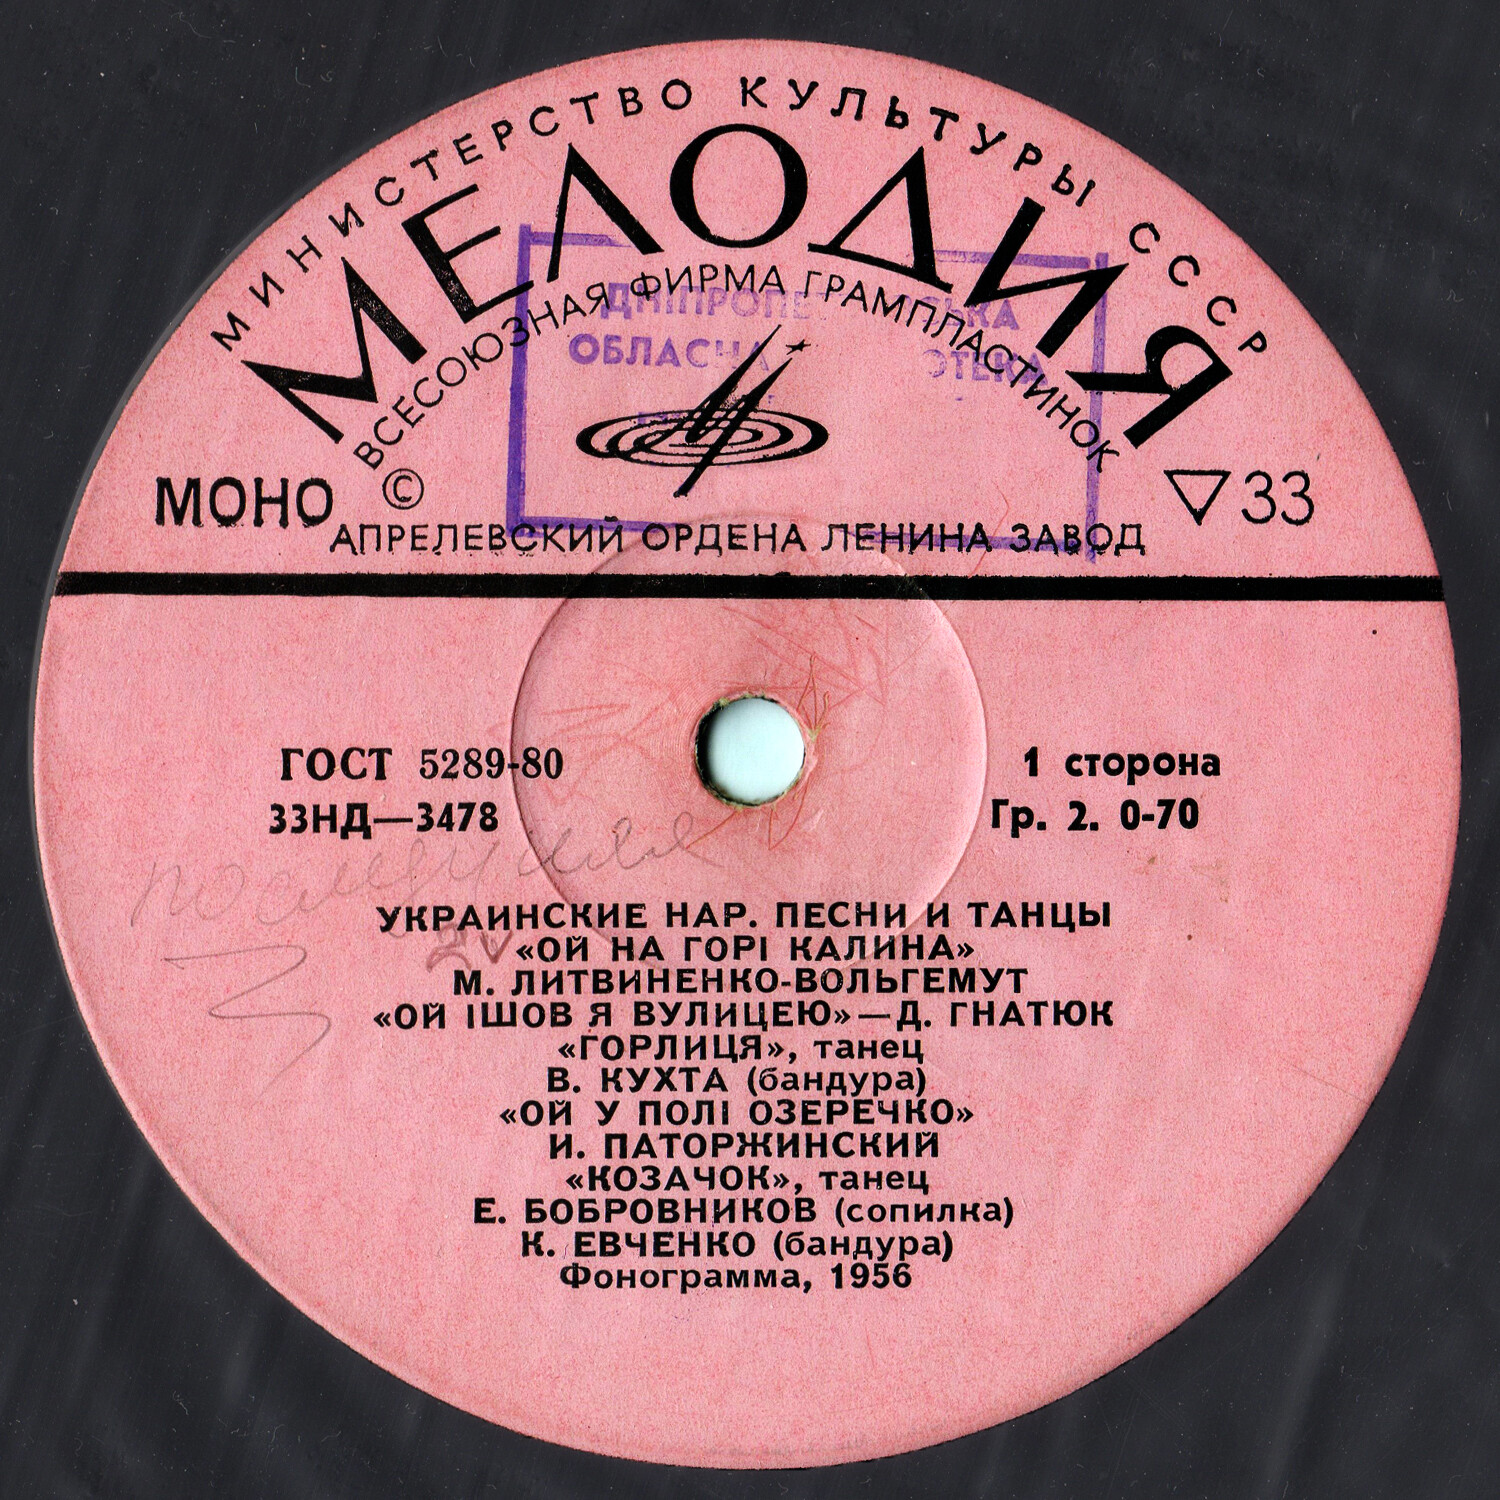 МИНИСТЕРСТВО КУЛЬТУРЫ СССР
МЕЛОДИЯ
ВСЕСОЮЗНАЯ ФИРМА ГРАМПЛАСТИНОК
МОНО © ▽33
АПРЕЛЕВСКИЙ ОРДЕНА ЛЕНИНА ЗАВОД
ГОСТ 5289-80
33НД—3478
1 сторона
Гр. 2. 0-70
УКРАИНСКИЕ НАР. ПЕСНИ И ТАНЦЫ
«ОЙ НА ГОРІ КАЛИНА»
М. ЛИТВИНЕНКО-ВОЛЬГЕМУТ
«ОЙ ІШОВ Я ВУЛИЦЕЮ»—Д. ГНАТЮК
«ГОРЛИЦЯ», танец
В. КУХТА (бандура)
«ОЙ У ПОЛІ ОЗЕРЕЧКО»
И. ПАТОРЖИНСКИЙ
«КОЗАЧОК», танец
Е. БОБРОВНИКОВ (сопилка)
К. ЕВЧЕНКО (бандура)
Фонограмма, 1956